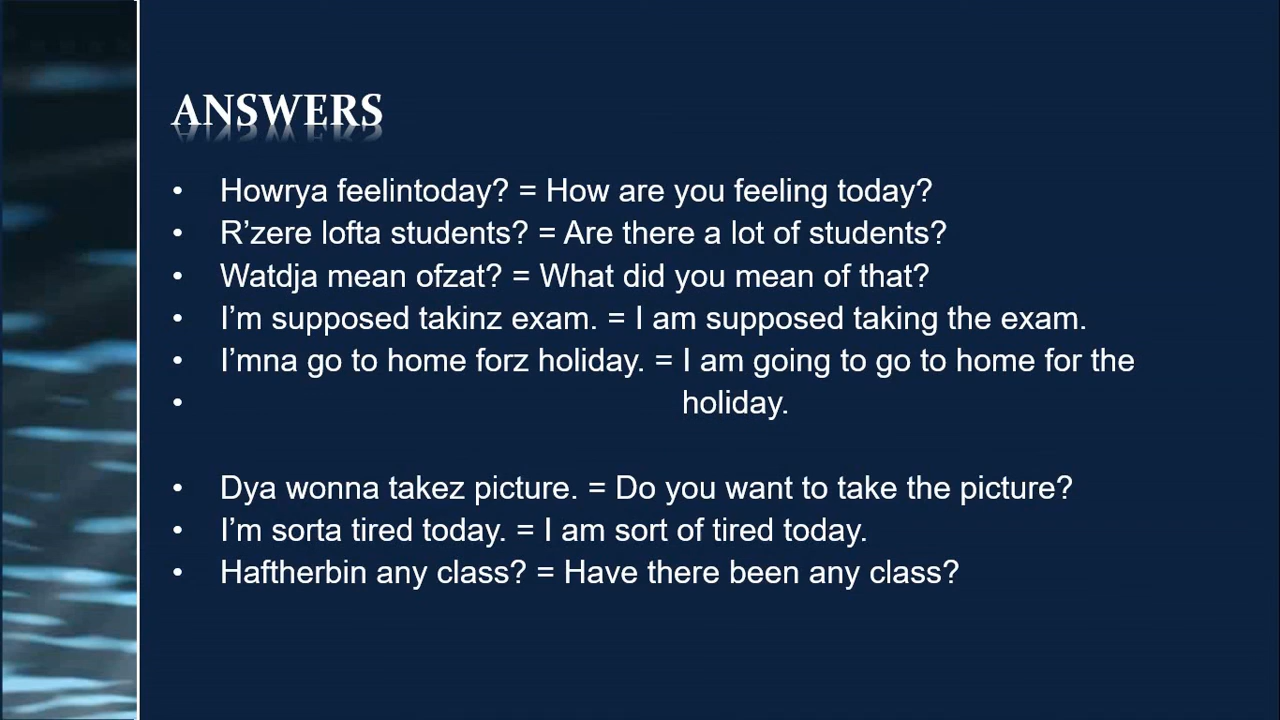 ANSWERS
• Howrya feelintoday? = How are you feeling today?
• R’zere lofta students? = Are there a lot of students?
• Watdja mean ofzat? = What did you mean of that?
• I’m supposed takinz exam. = I am supposed taking the exam.
• I’mna go to home forz holiday. = I am going to go to home for the
• holiday.
• Dya wonna takez picture. = Do you want to take the picture?
• I’m sorta tired today. = I am sort of tired today.
• Haftherbin any class? = Have there been any class?